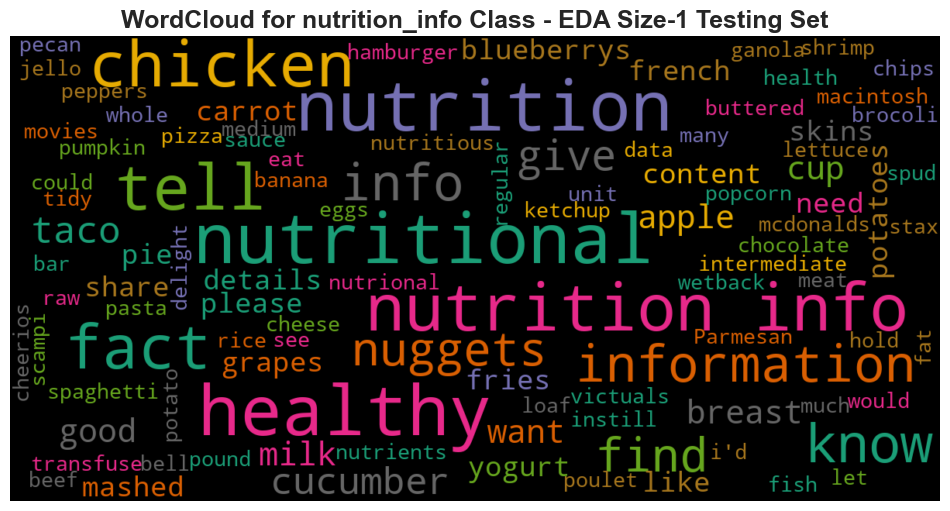 WordCloud for nutrition_info Class - EDA Size-1 Testing Set
pecan
chicken
hamburger
blueberrys
ganola
shrimp
jello
french
health
chips
peppers
nutrition
buttered
macintosh
whole
carrot
brocoli
movies
pizza
medium
sauce
nutritious
many
skins
pumpkin
eat
regular
give
data
lettuce
potatoes
tell
info
content
cup
spud
could
banana
unit
popcorn
need
tidy
eggs
ketchup
apple
mcdonalds
stax
taco
delight
nutritional
chocolate
bar
pie
intermediate
details
nutrional
wetback
meat
raw
share
please
nutrition info
pasta
cheese
cheerios
scampi
fact
rice
see
nuggets
Parmesan
hold
fat
grapes
information
spaghetti
potato
healthy
fries
victuals
loaf
breast
much
would
good
instill
want
know
transfuse
bell
pound
milk
nutrients
find
i'd
beef
mashed
cucumber
yogurt
poulet
like
fish
let